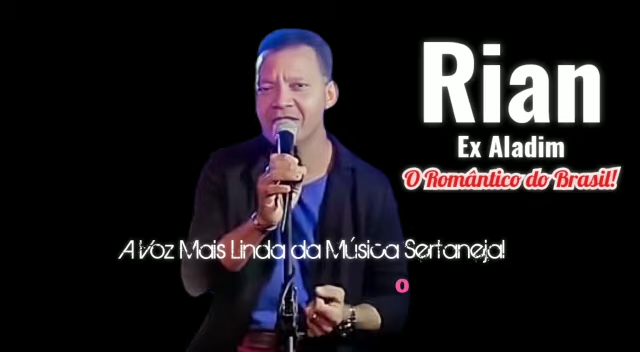 Rian
Ex Aladim
O Romântico do Brasil!
A Voz Mais Linda da Música Sertaneja!
o